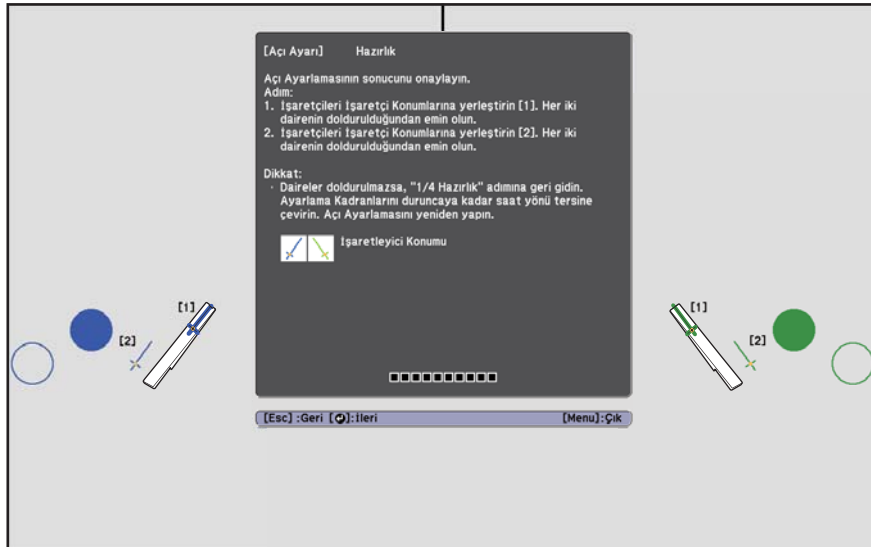 [Açı Ayarı] Hazırlık
Açı Ayarlamasının sonucunu onaylayın.
Adım:
1. İşaretçileri İşaretçi Konumlarına yerleştirin [1]. Her iki
dairenin doldurulduğundan emin olun.
2. İşaretçileri İşaretçi Konumlarına yerleştirin [2]. Her iki
dairenin doldurulduğundan emin olun.
Dikkat:
· Daireler doldurulmazsa, "1/4 Hazırlık" adımına geri gidin.
Ayarlama Kadranlarını duruncaya kadar saat yönü tersine
çevirin. Açı Ayarlamasını yeniden yapın.
İşaretleyici Konumu
[1]
[2]
[1]
[2]
[Esc] :Geri [⏎]:İleri [Menu]:Çık